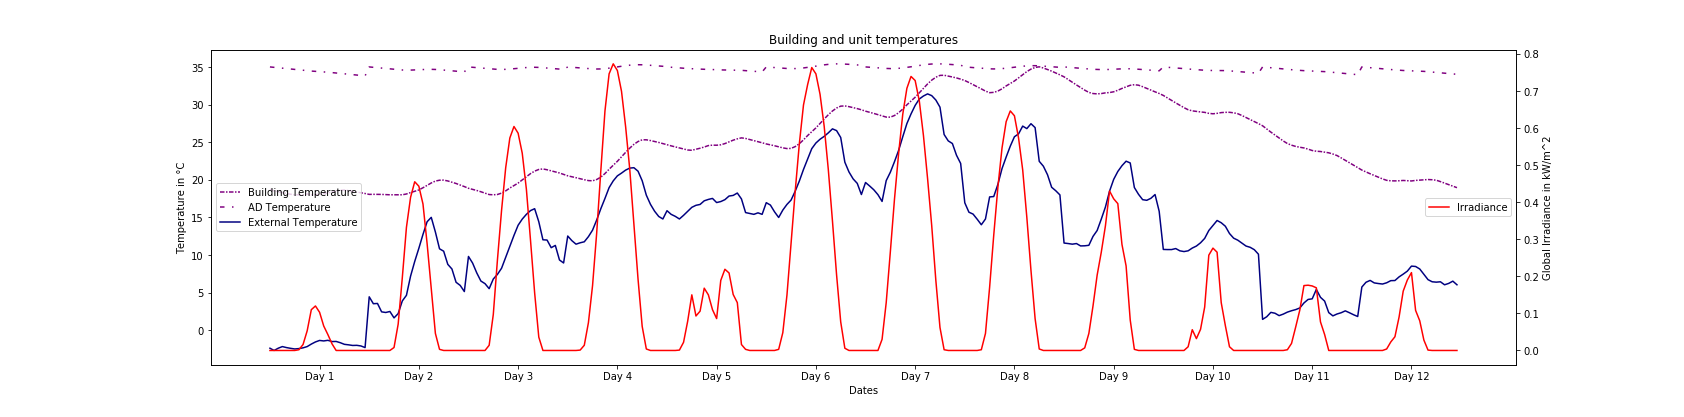 Building and unit temperatures
Temperature in °C
35
30
25
20
15
10
5
0
Building Temperature
AD Temperature
External Temperature
Irradiance
0.8
0.7
0.6
0.5
0.4
0.3
0.2
0.1
0.0
Global Irradiance in kW/m^2
Day 1 Day 2 Day 3 Day 4 Day 5 Day 6 Day 7 Day 8 Day 9 Day 10 Day 11 Day 12
Dates